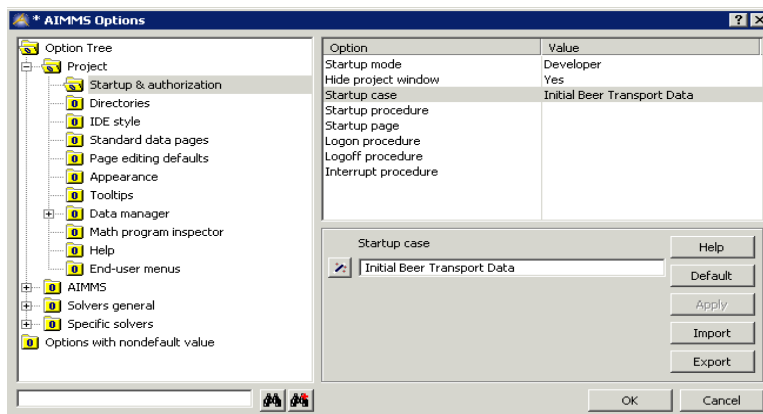 * AIMMS Options
Option Tree
Project
Startup & authorization
Directories
IDE style
Standard data pages
Page editing defaults
Appearance
Tooltips
Data manager
Math program inspector
Help
End-user menus
AIMMS
Solvers general
Specific solvers
Options with nondefault value
Option Value
Startup mode Developer
Hide project window Yes
Startup case Initial Beer Transport Data
Startup procedure
Startup page
Logon procedure
Logoff procedure
Interrupt procedure
Startup case
Initial Beer Transport Data
Help
Default
Apply
Import
Export
OK Cancel